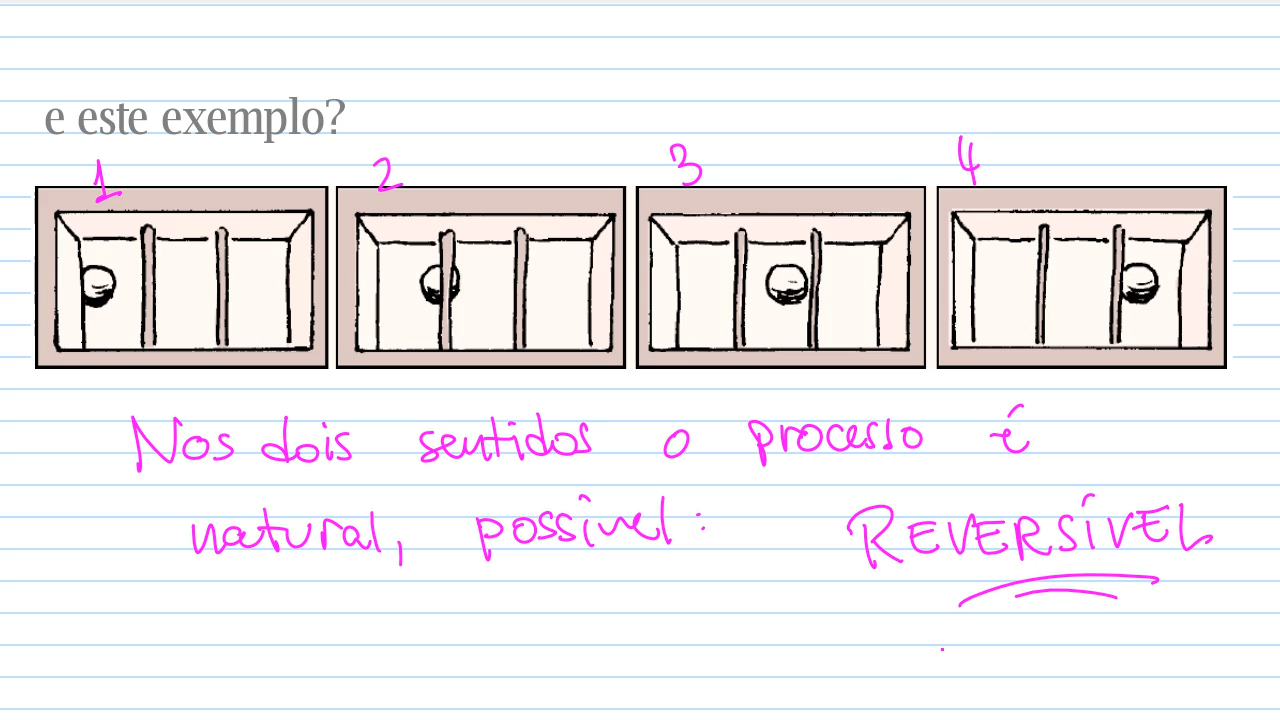 e este exemplo?
1 2 3 4
Nos dois sentidos o processo é
natural, possível: REVERSÍVEL